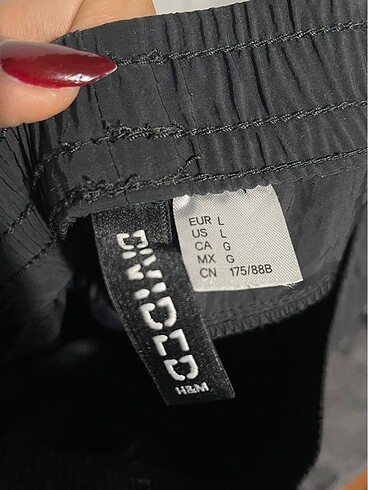 EUR L
US L
CA G
MX G
CN 175/88B
DIVIDED
H&M